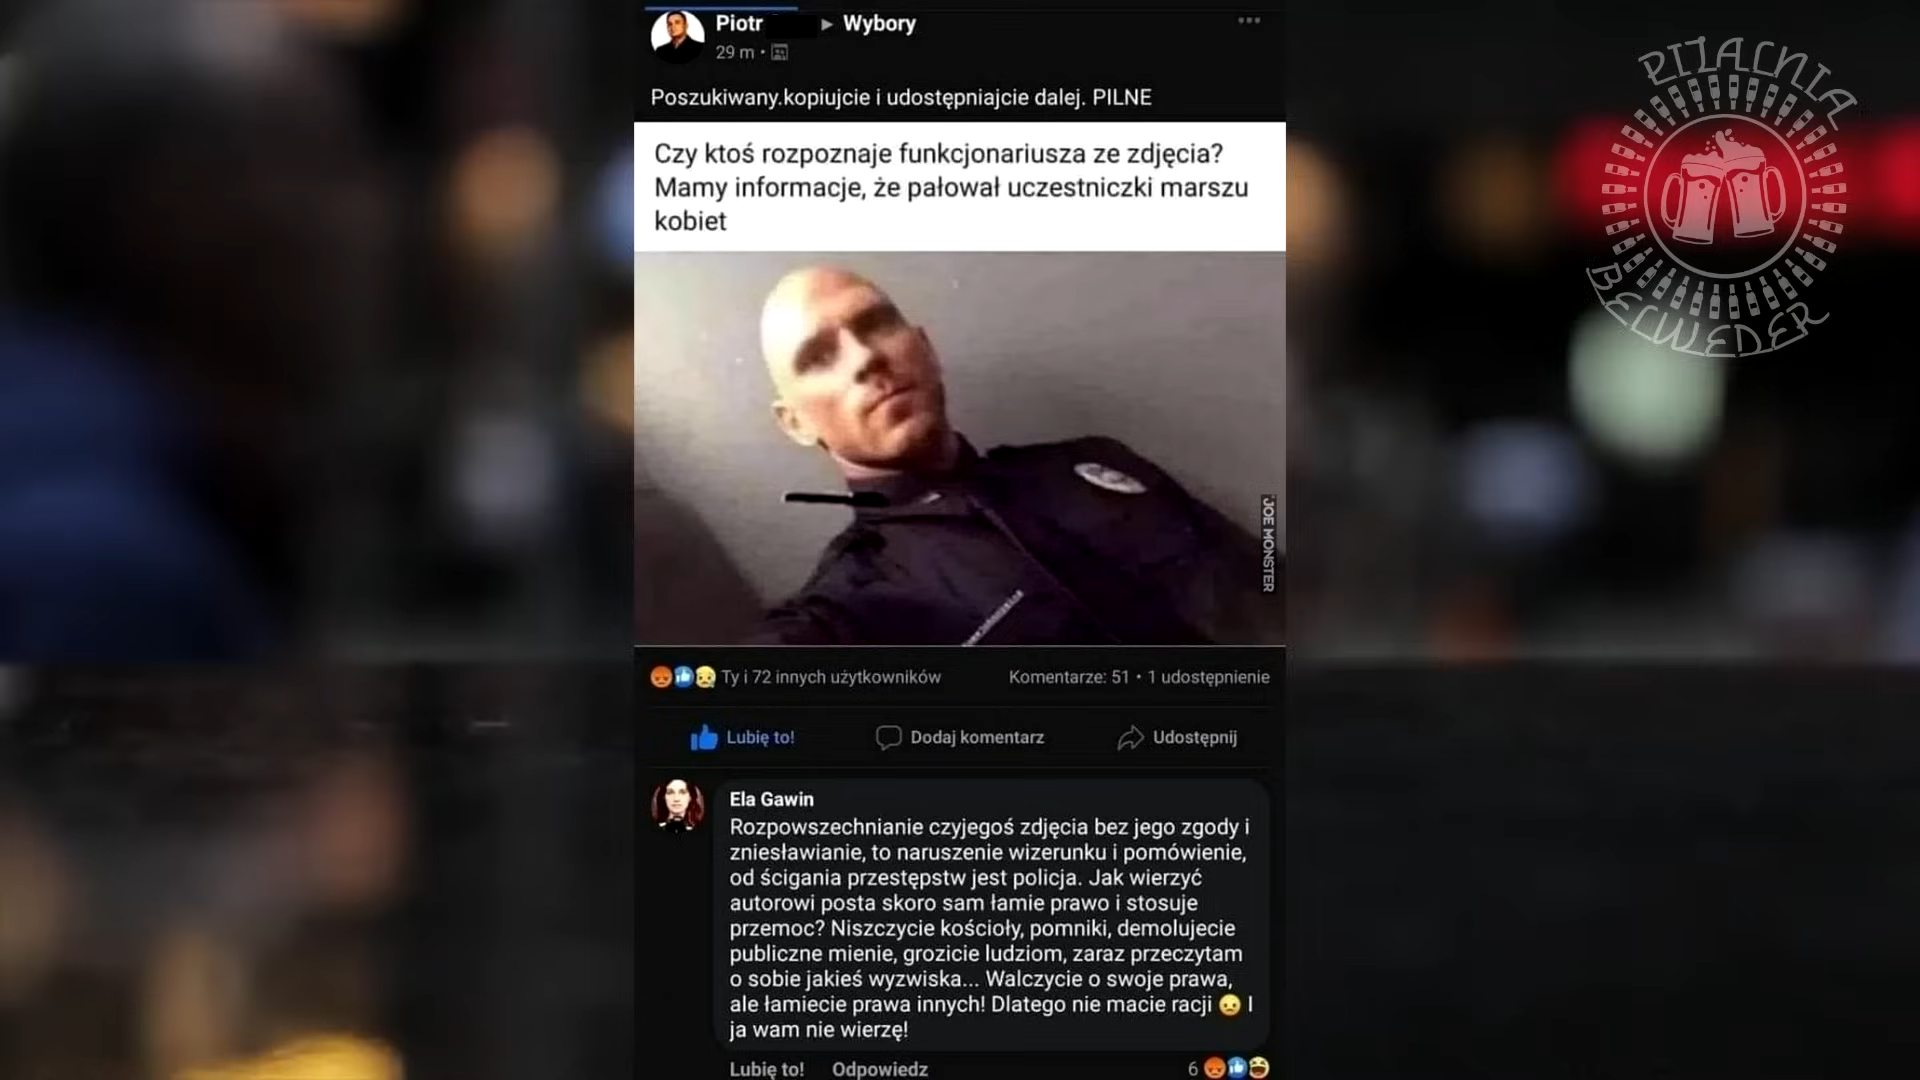 Piotr ▸ Wybory
29 m •
Poszukiwany.kopiujcie i udostępniajcie dalej. PILNE
Czy ktoś rozpoznaje funkcjonariusza ze zdjęcia?
Mamy informacje, że pałował uczestniczki marszu
kobiet
JOE MONSTER
Ty i 72 innych użytkowników
Komentarze: 51 • 1 udostępnienie
Lubię to!
Dodaj komentarz
Udostępnij
Ela Gawin
Rozpowszechnianie czyjegoś zdjęcia bez jego zgody i
zniesławianie, to naruszenie wizerunku i pomówienie,
od ścigania przestępstw jest policja. Jak wierzyć
autorowi posta skoro sam łamie prawo i stosuje
przemoc? Niszczycie kościoły, pomniki, demolujecie
publiczne mienie, grozicie ludziom, zaraz przeczytam
o sobie jakieś wyzwiska... Walczycie o swoje prawa,
ale łamiecie prawa innych! Dlatego nie macie racji 😟 I
ja wam nie wierzę!
Lubię to!
Odpowiedz
6
PIJALNIA
BELWEDER